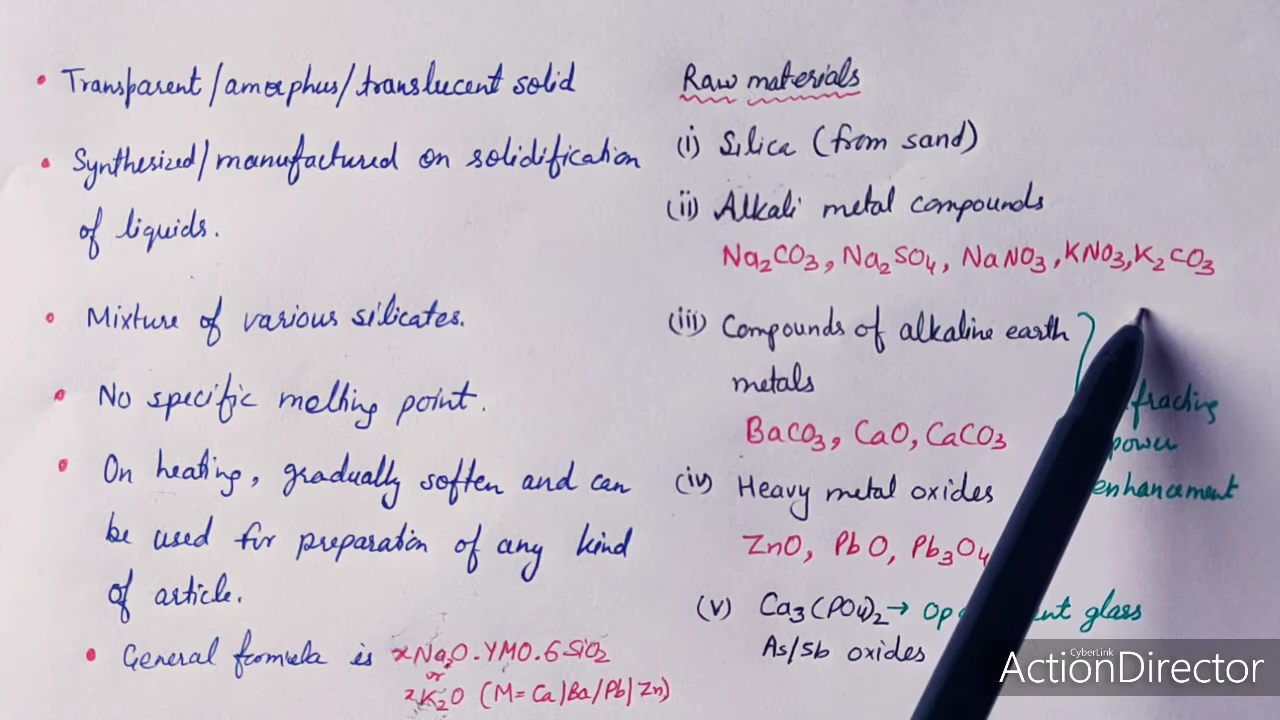 • Transparent/amorphus/translucent solid
• Synthesized/manufactured on solidification
of liquids.
• Mixture of various silicates.
• No specific melting point.
• On heating, gradually soften and can
be used for preparation of any kind
of article.
• General formula is xNa2O.YMO.6SiO2
or
xK2O (M= Ca/Ba/Pb/Zn)
Raw materials
(i) Silica (from sand)
(ii) Alkali metal compounds
Na2CO3, Na2SO4, NaNO3, KNO3, K2CO3
(iii) Compounds of alkaline earth
metals
BaCO3, CaO, CaCO3
power
enhancement
(iv) Heavy metal oxides
ZnO, PbO, Pb3O4
(v) Ca3(PO4)2 → glass
As/Sb oxides
CyberLink
ActionDirector